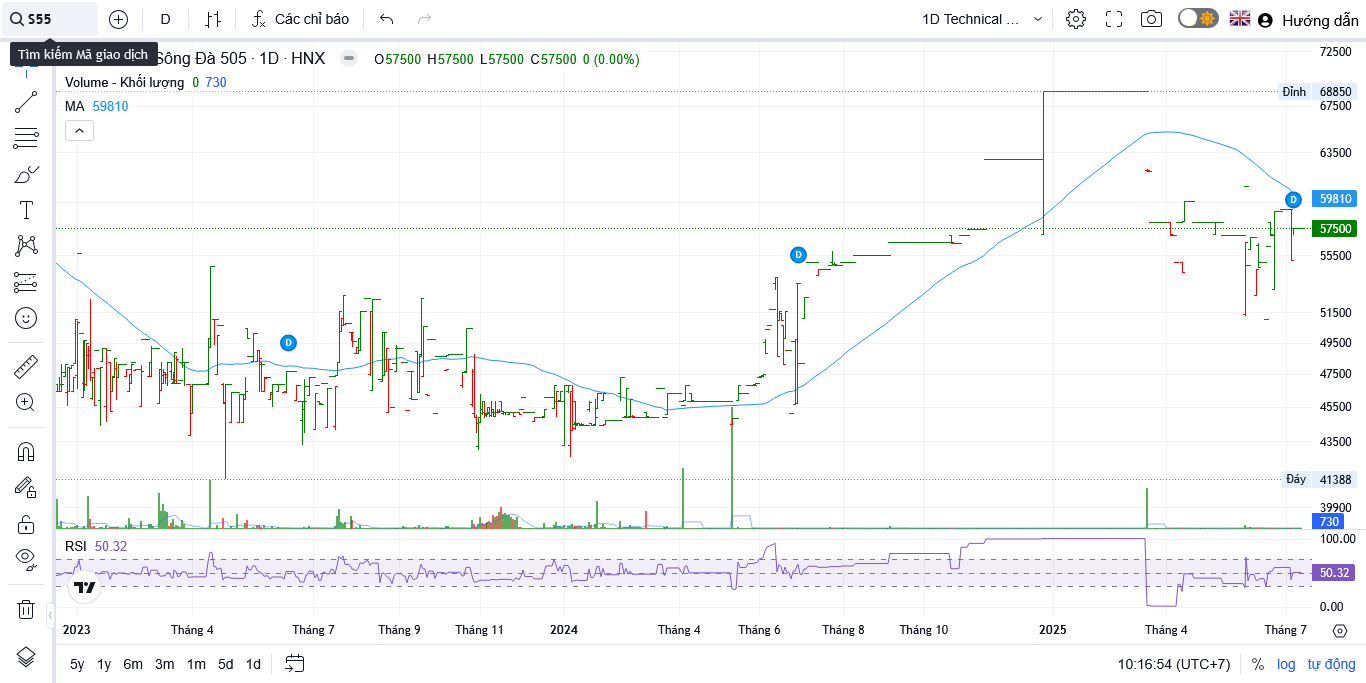 S55 D Các chỉ báo 1D Technical ... Hướng dẫn
Tìm kiếm Mã giao dịch
Sông Đà 505 · 1D · HNX O57500 H57500 L57500 C57500 0 (0.00%)
Volume - Khối lượng 0 730
MA 59810
72500
Đỉnh 68850
67500
63500
D 59810
57500
D 55500
51500
D 49500
47500
45500
43500
Đáy 41388
39900
730
RSI 50.32
100.00
50.32
0.00
2023 Tháng 4 Tháng 7 Tháng 9 Tháng 11 2024 Tháng 4 Tháng 6 Tháng 8 Tháng 10 2025 Tháng 4 Tháng 7
5y 1y 6m 3m 1m 5d 1d 10:16:54 (UTC+7) % log tự động